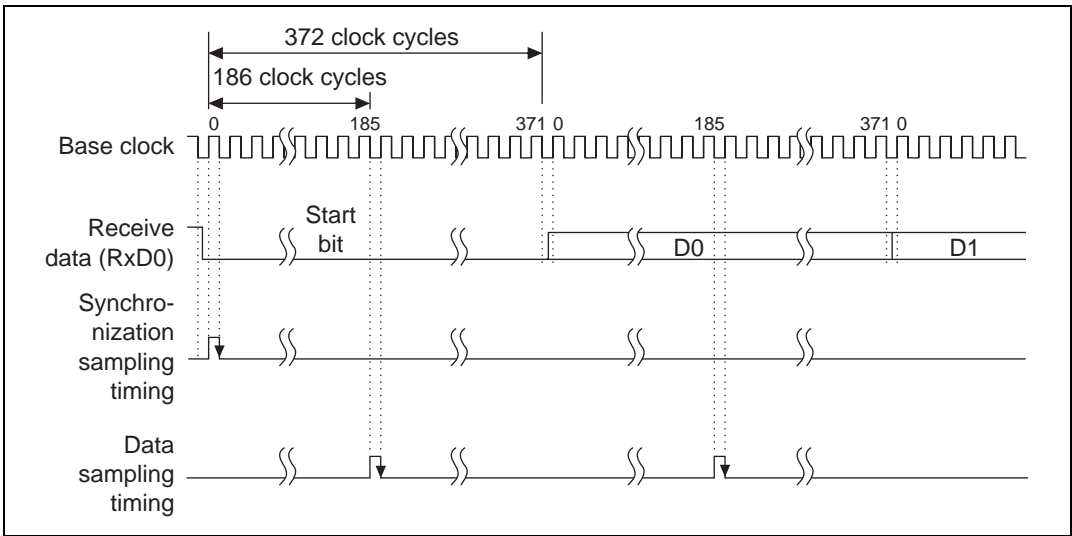 372 clock cycles
186 clock cycles
0 185 371 0 185 371 0
Base clock
Receive
data (RxD0)
Start
bit
D0
D1
Synchro-
nization
sampling
timing
Data
sampling
timing